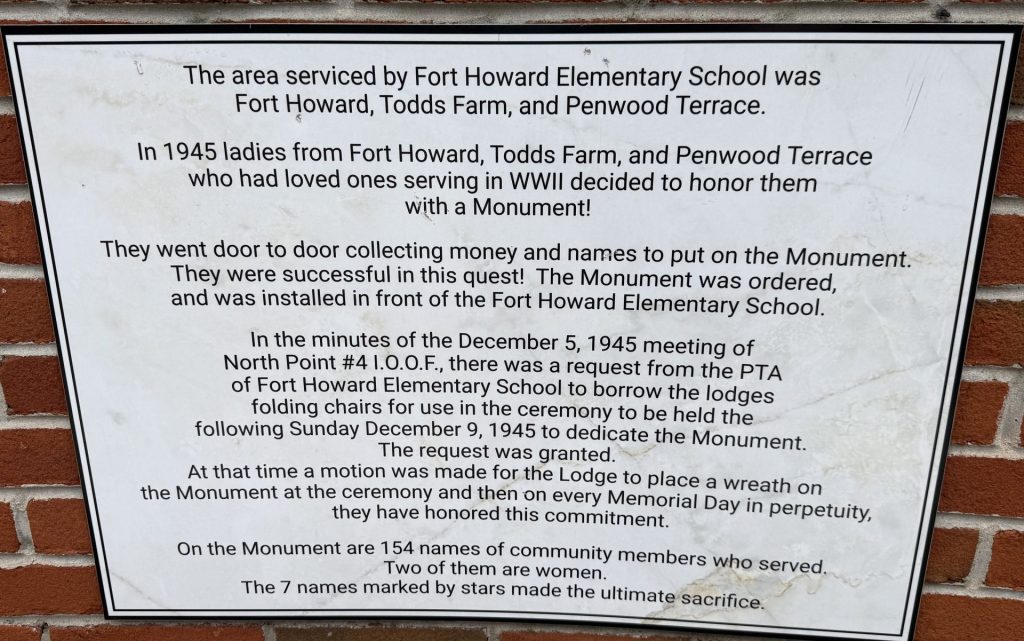 The area serviced by Fort Howard Elementary School was
Fort Howard, Todds Farm, and Penwood Terrace.
In 1945 ladies from Fort Howard, Todds Farm, and Penwood Terrace
who had loved ones serving in WWII decided to honor them
with a Monument!
They went door to door collecting money and names to put on the Monument.
They were successful in this quest! The Monument was ordered,
and was installed in front of the Fort Howard Elementary School.
In the minutes of the December 5, 1945 meeting of
North Point #4 I.O.O.F., there was a request from the PTA
of Fort Howard Elementary School to borrow the lodges
folding chairs for use in the ceremony to be held the
following Sunday December 9, 1945 to dedicate the Monument.
The request was granted.
At that time a motion was made for the Lodge to place a wreath on
the Monument at the ceremony and then on every Memorial Day in perpetuity,
they have honored this commitment.
On the Monument are 154 names of community members who served.
Two of them are women.
The 7 names marked by stars made the ultimate sacrifice.